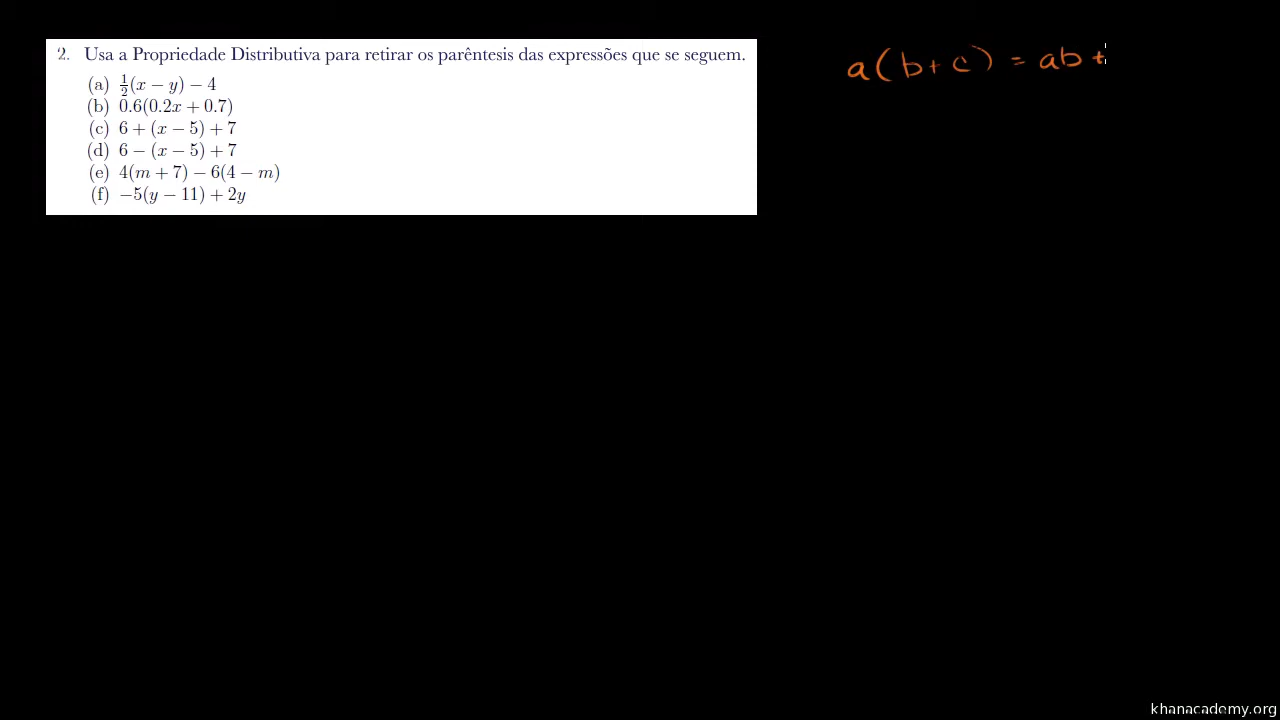 2. Usa a Propriedade Distributiva para retirar os parêntesis das expressões que se seguem.
(a) 1/2(x − y) − 4
(b) 0.6(0.2x + 0.7)
(c) 6 + (x − 5) + 7
(d) 6 − (x − 5) + 7
(e) 4(m + 7) − 6(4 − m)
(f) −5(y − 11) + 2y
a(b+c) = ab +
khanacademy.org